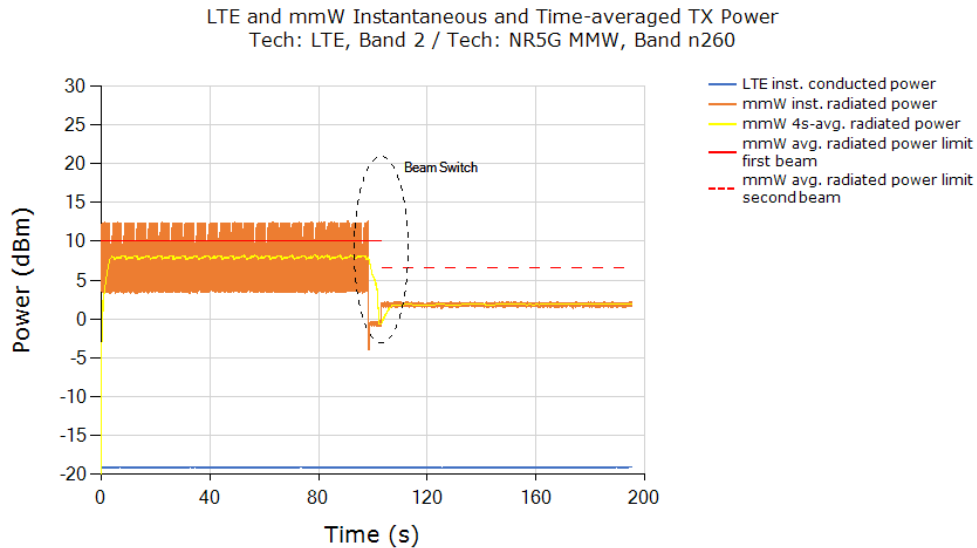 LTE and mmW Instantaneous and Time-averaged TX Power
Tech: LTE, Band 2 / Tech: NR5G MMW, Band n260
LTE inst. conducted power
mmW inst. radiated power
mmW 4s-avg. radiated power
mmW avg. radiated power limit
first beam
mmW avg. radiated power limit
second beam
Beam Switch
Power (dBm)
30
25
20
15
10
5
0
-5
-10
-15
-20
0
40
80
120
160
200
Time (s)